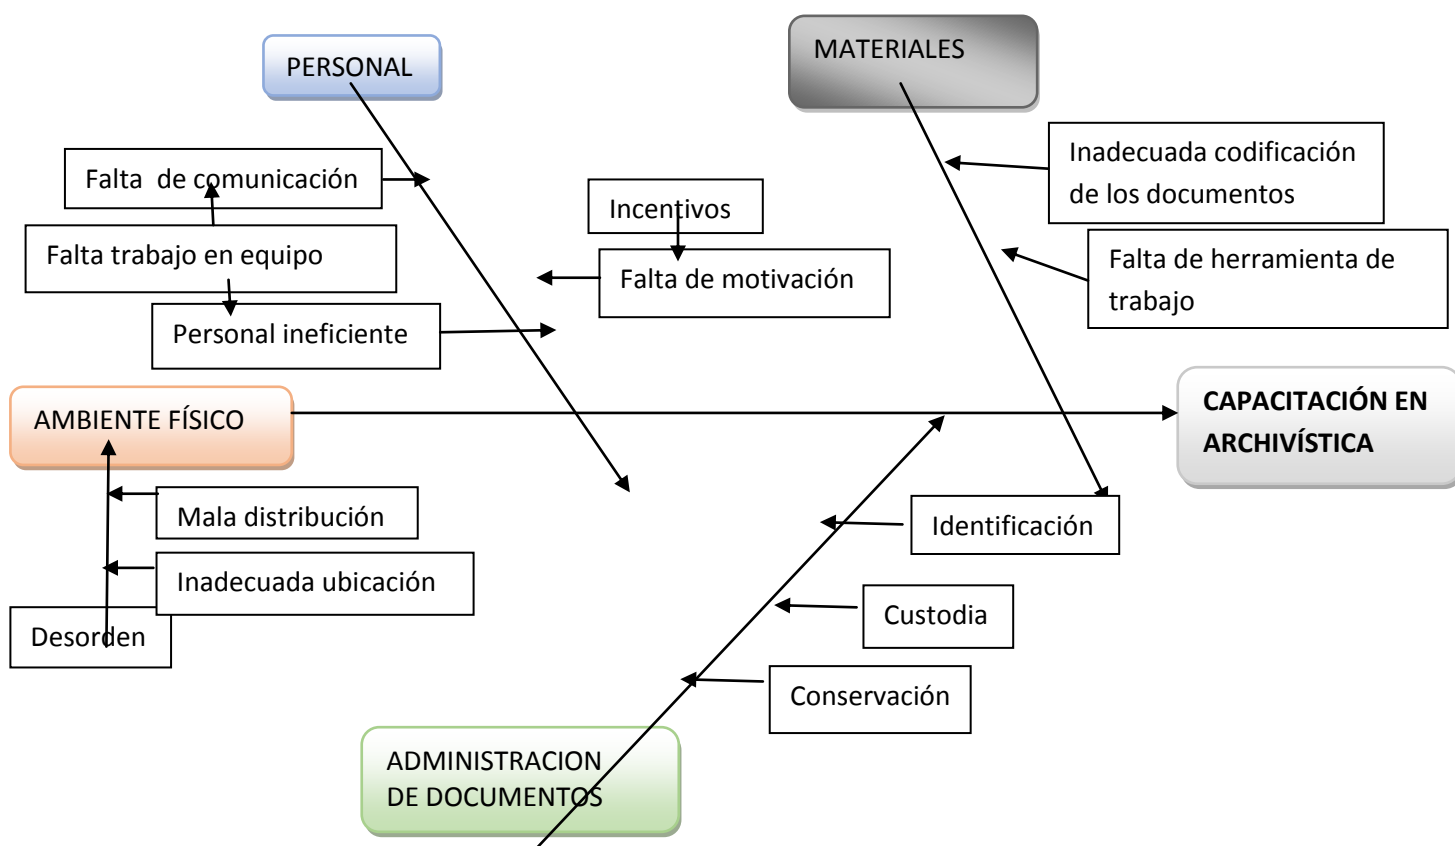 PERSONAL
MATERIALES
Falta de comunicación
Falta trabajo en equipo
Personal ineficiente
Incentivos
Falta de motivación
Inadecuada codificación
de los documentos
Falta de herramienta de
trabajo
AMBIENTE FÍSICO
CAPACITACIÓN EN
ARCHIVÍSTICA
Mala distribución
Inadecuada ubicación
Desorden
Identificación
Custodia
Conservación
ADMINISTRACION
DE DOCUMENTOS